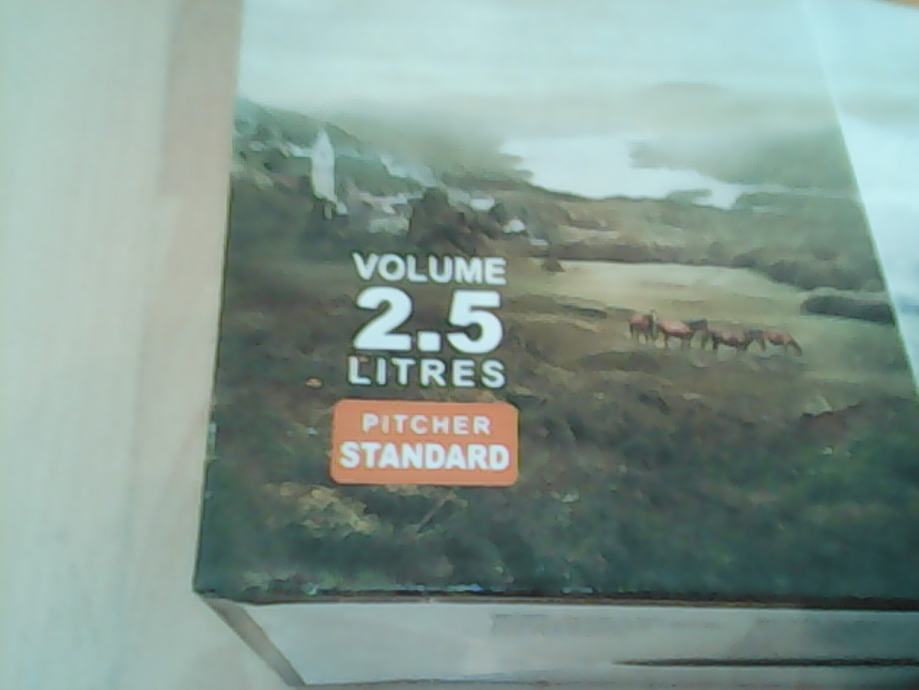 VOLUME
2.5
LITRES
PITCHER
STANDARD